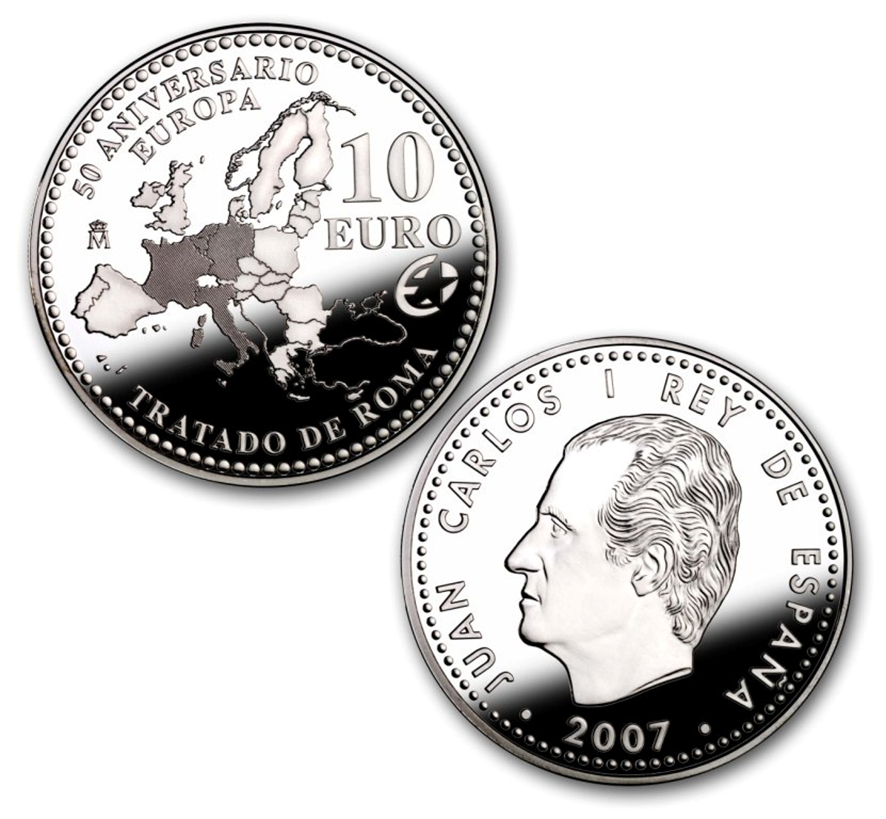 50 ANIVERSARIO
EUROPA
10
EURO
M
TRATADO DE ROMA
JUAN CARLOS I REY DE ESPAÑA
· 2007 ·